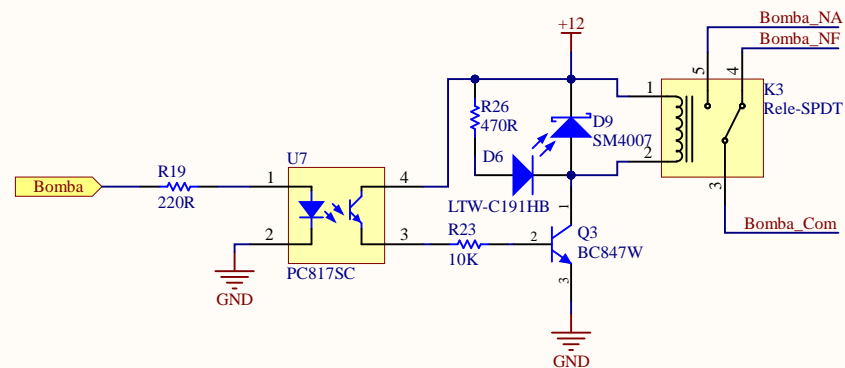 Bomba_NA
+12
Bomba_NF
5
4
1
K3
R26
D9
Rele-SPDT
470R
SM4007
R19
U7
D6
2
Bomba
1
4
3
220R
LTW-C191HB
1
R23
Q3
Bomba_Com
2
3
2
BC847W
10K
PC817SC
3
GND
GND